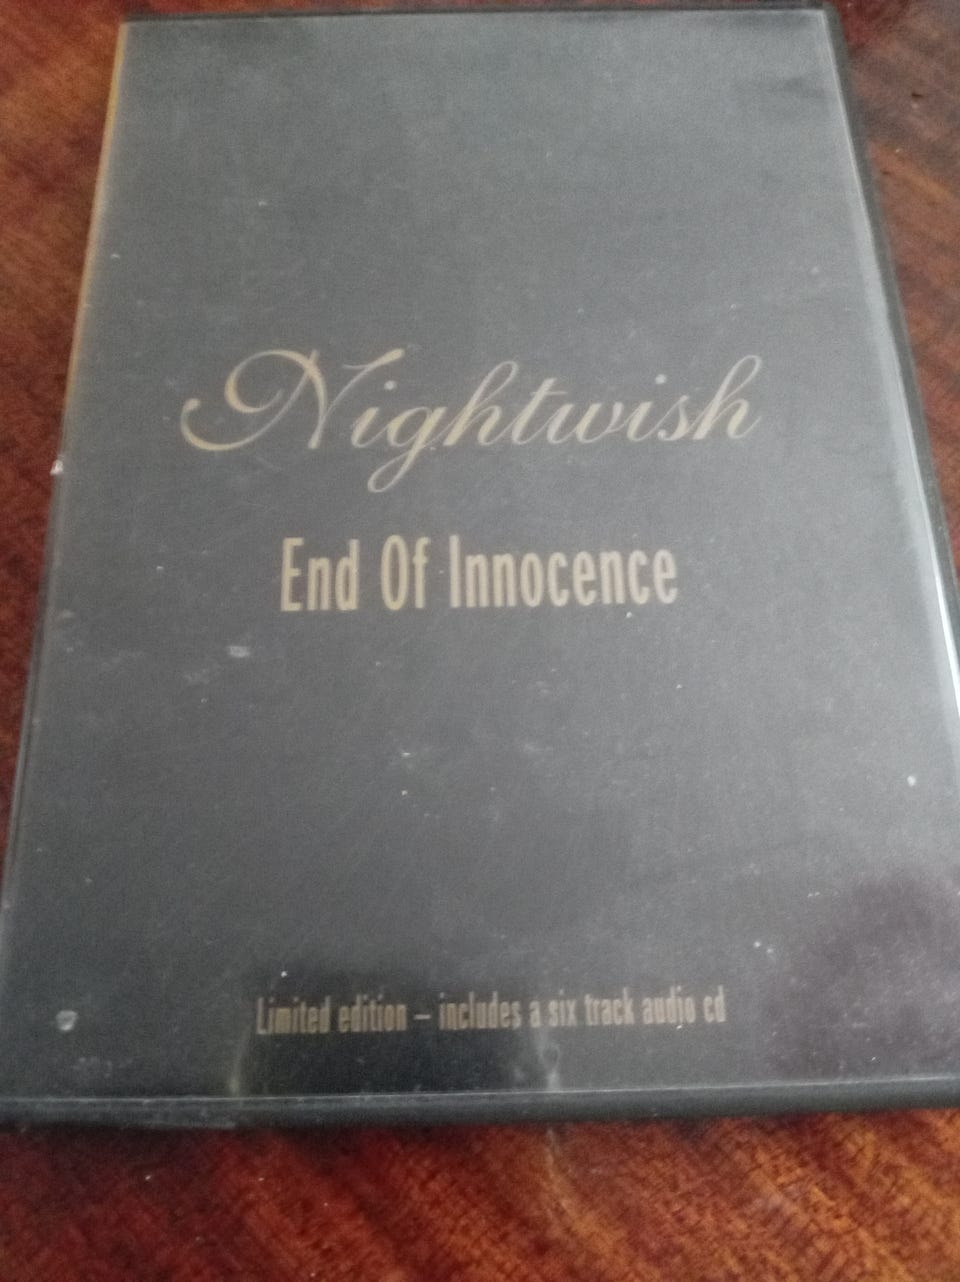 Nightwish
End Of Innocence
Limited edition – includes a six track audio cd